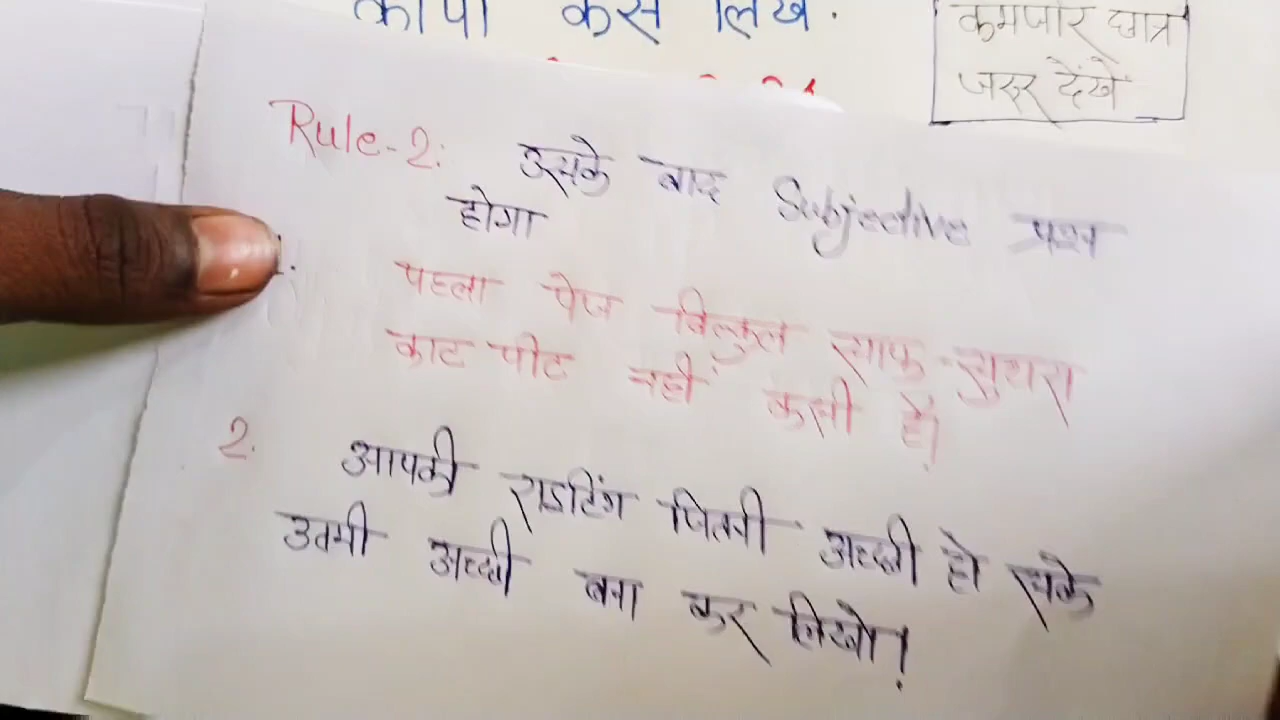 कापी कैसे लिखें.
कमजोर छात्र
जरूर देखें
Rule-2: उसके बाद Subjective प्रश्न
होगा
1. पहला पेज बिल्कुल साफ-सुथरा
काट पीट नहीं करनी है।
2. आपकी राइटिंग जितनी अच्छी हो सके
उतनी अच्छी बना कर लिखो।